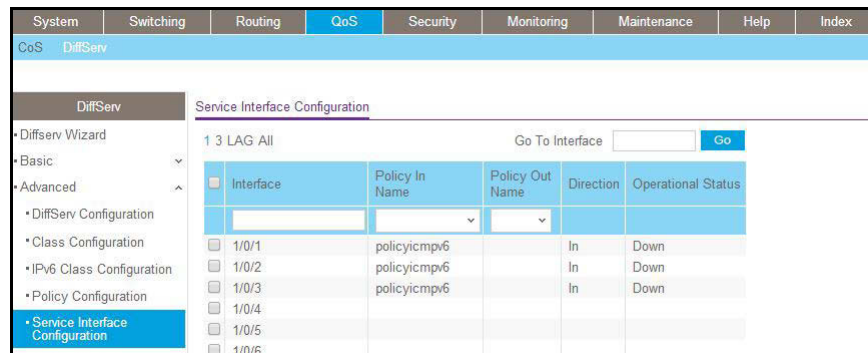 System Switching Routing QoS Security Monitoring Maintenance Help Index
CoS DiffServ
DiffServ
Diffserv Wizard
Basic
Advanced
DiffServ Configuration
Class Configuration
IPv6 Class Configuration
Policy Configuration
Service Interface
Configuration
Service Interface Configuration
1 3 LAG All Go To Interface Go
Interface Policy In Name Policy Out Name Direction Operational Status
1/0/1 policyicmpv6 In Down
1/0/2 policyicmpv6 In Down
1/0/3 policyicmpv6 In Down
1/0/4
1/0/5
1/0/6